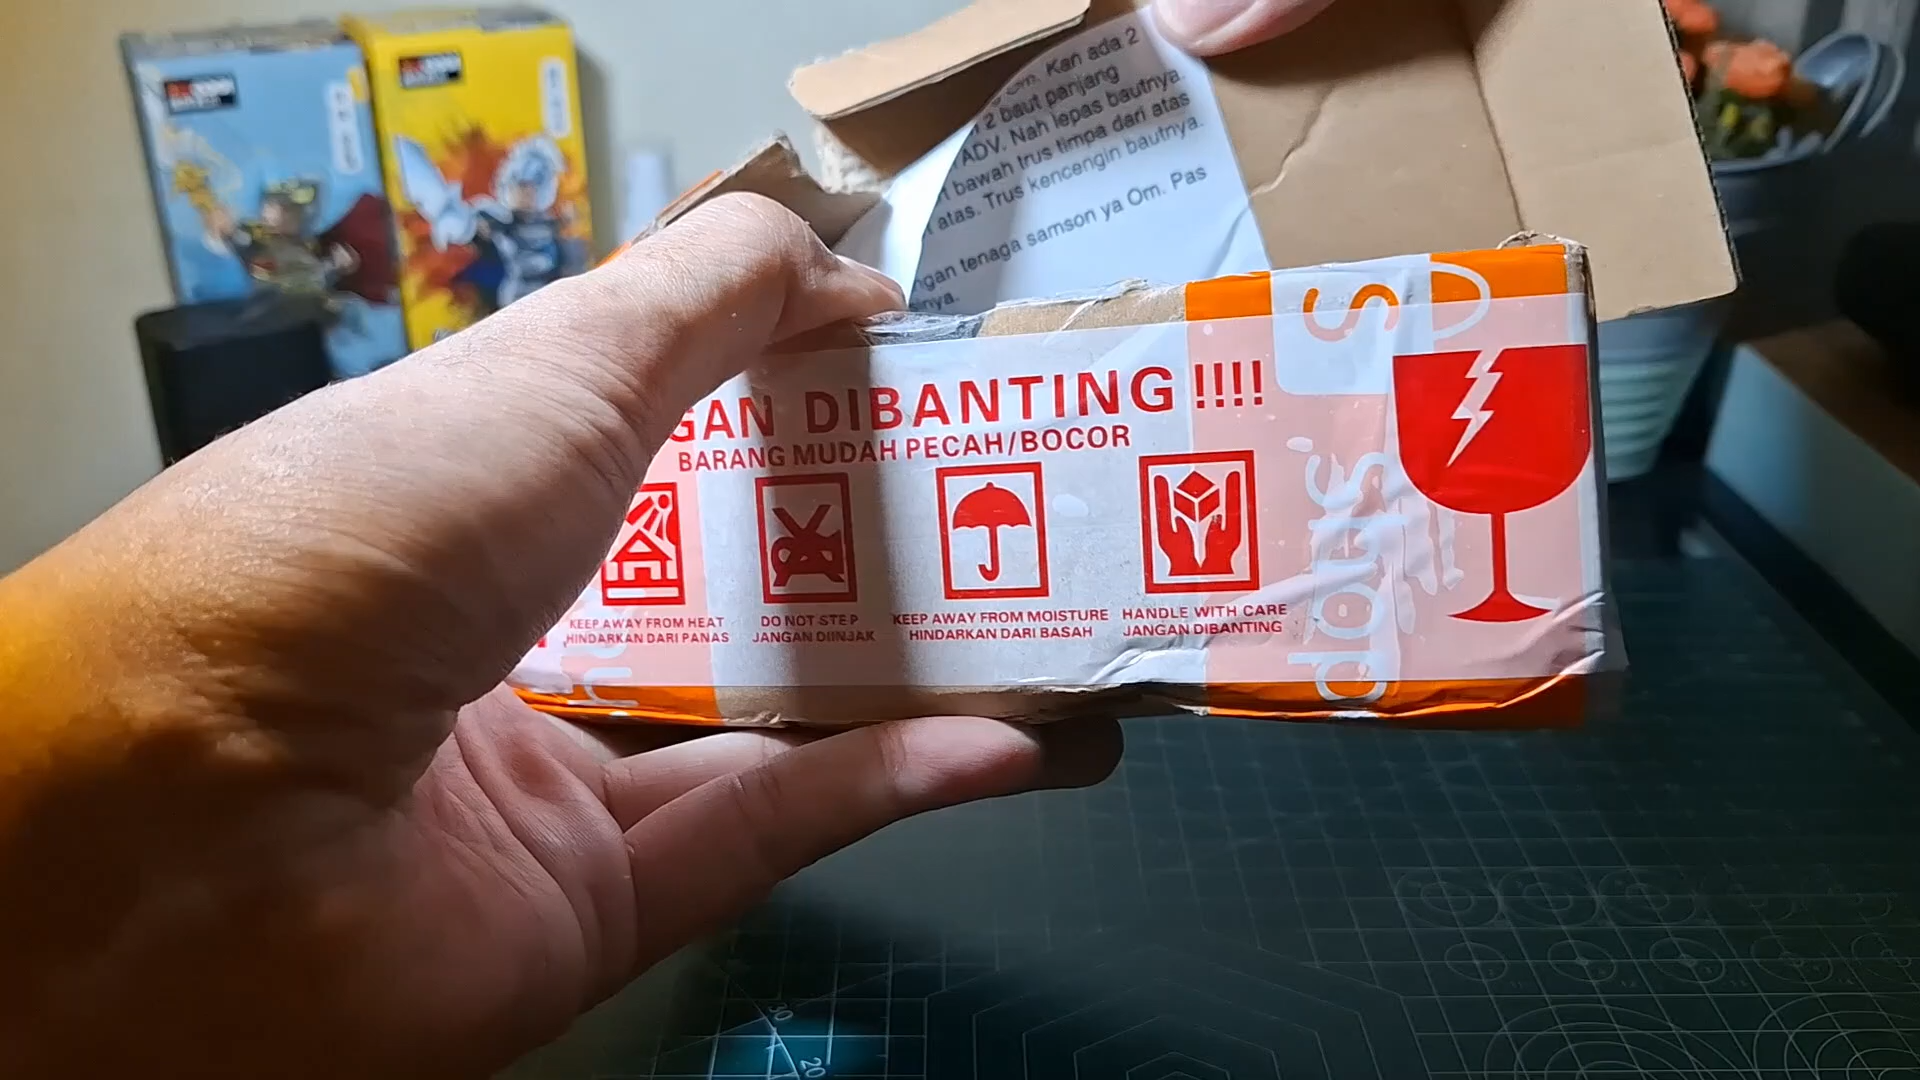 Kan ada 2
2 baut panjang
ADV. Nah lepas bautnya.
bawah trus timpa dari atas
atas. Trus kencengin bautnya.
tenaga samson ya Om. Pas
GAN DIBANTING !!!!
BARANG MUDAH PECAH/BOCOR
KEEP AWAY FROM HEAT
HINDARKAN DARI PANAS
DO NOT STEP
JANGAN DIINJAK
KEEP AWAY FROM MOISTURE
HINDARKAN DARI BASAH
HANDLE WITH CARE
JANGAN DIBANTING
S
shop
30
20